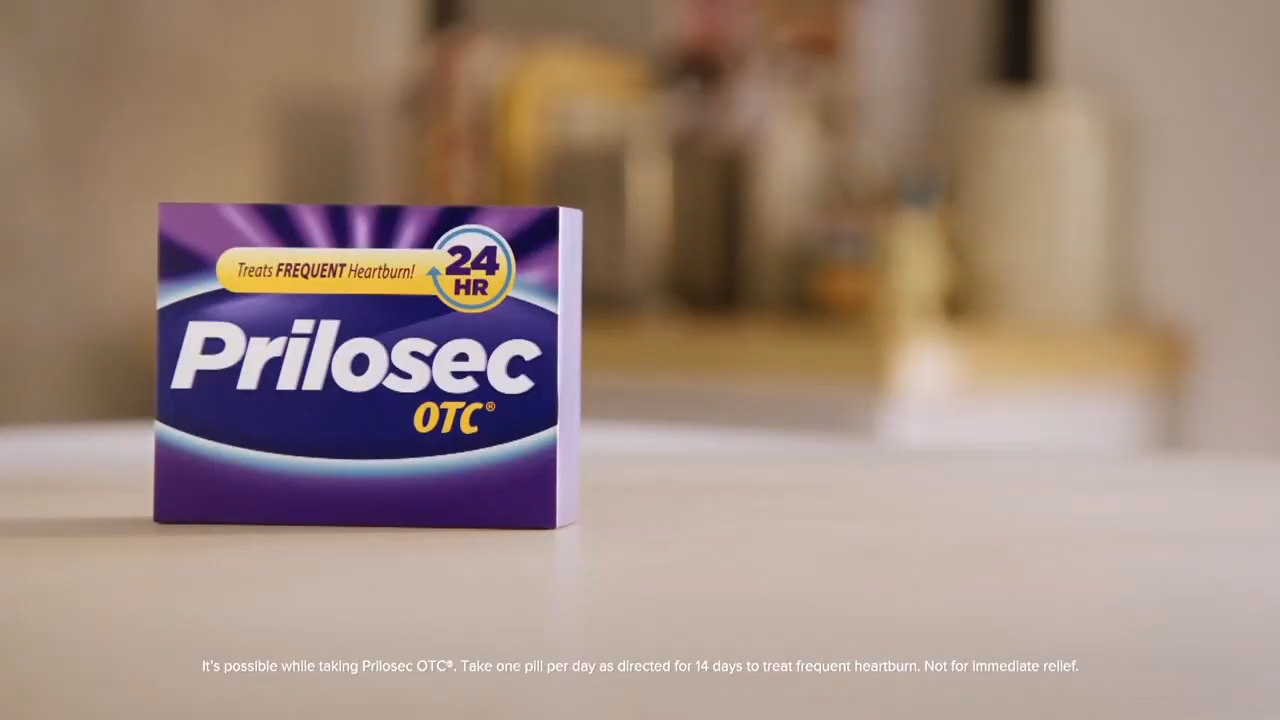 Treats FREQUENT Heartburn!
24
HR
Prilosec
OTC®
It's possible while taking Prilosec OTC®. Take one pill per day as directed for 14 days to treat frequent heartburn. Not for immediate relief.